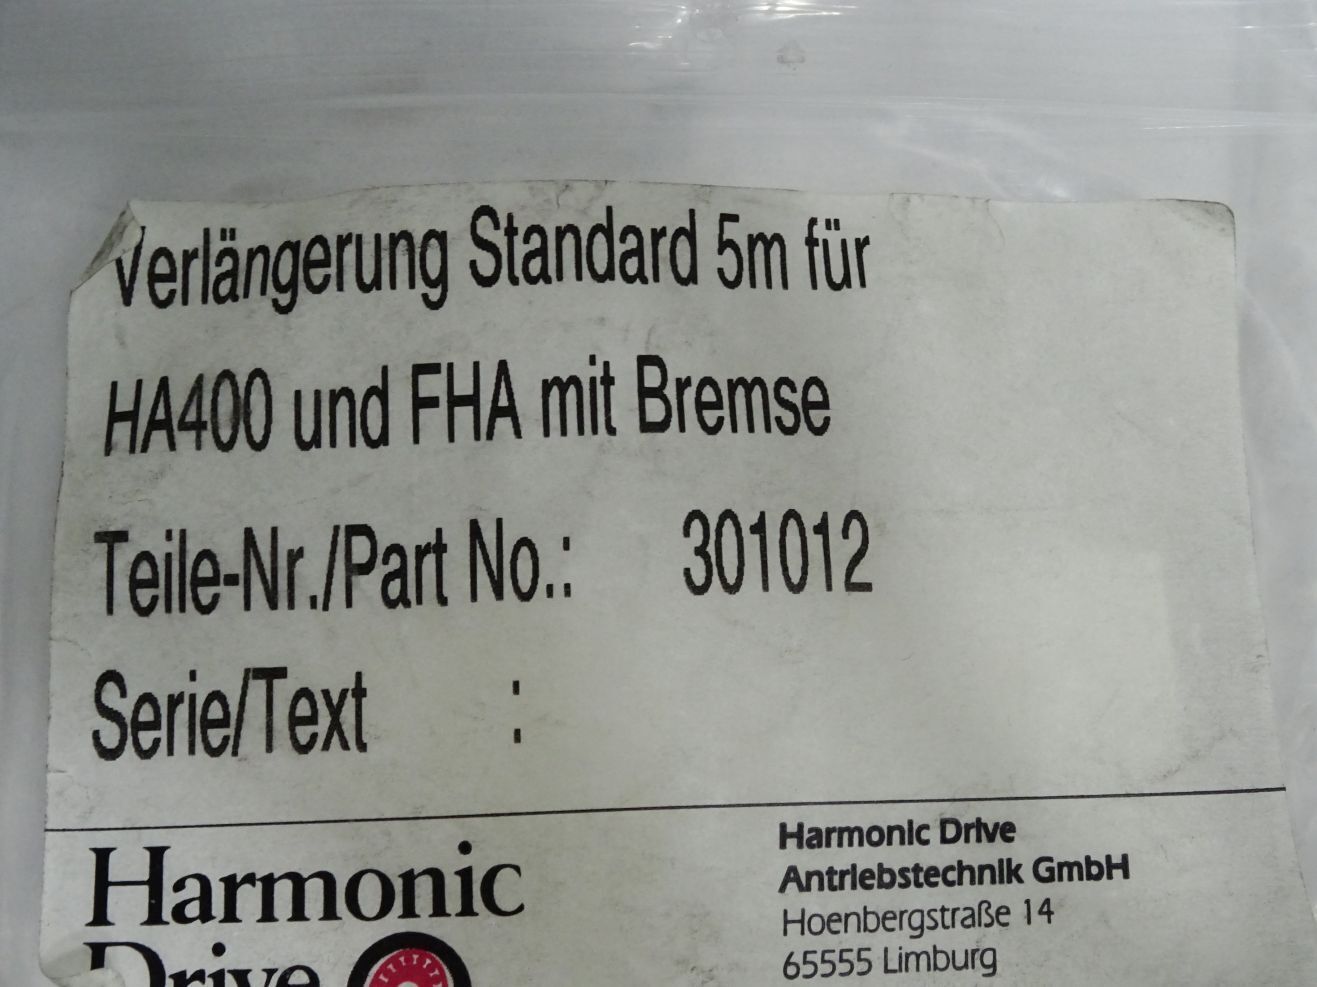 Verlängerung Standard 5m für
HA400 und FHA mit Bremse
Teile-Nr./Part No.: 301012
Serie/Text :
Harmonic
Drive
Harmonic Drive
Antriebstechnik GmbH
Hoenbergstraße 14
65555 Limburg